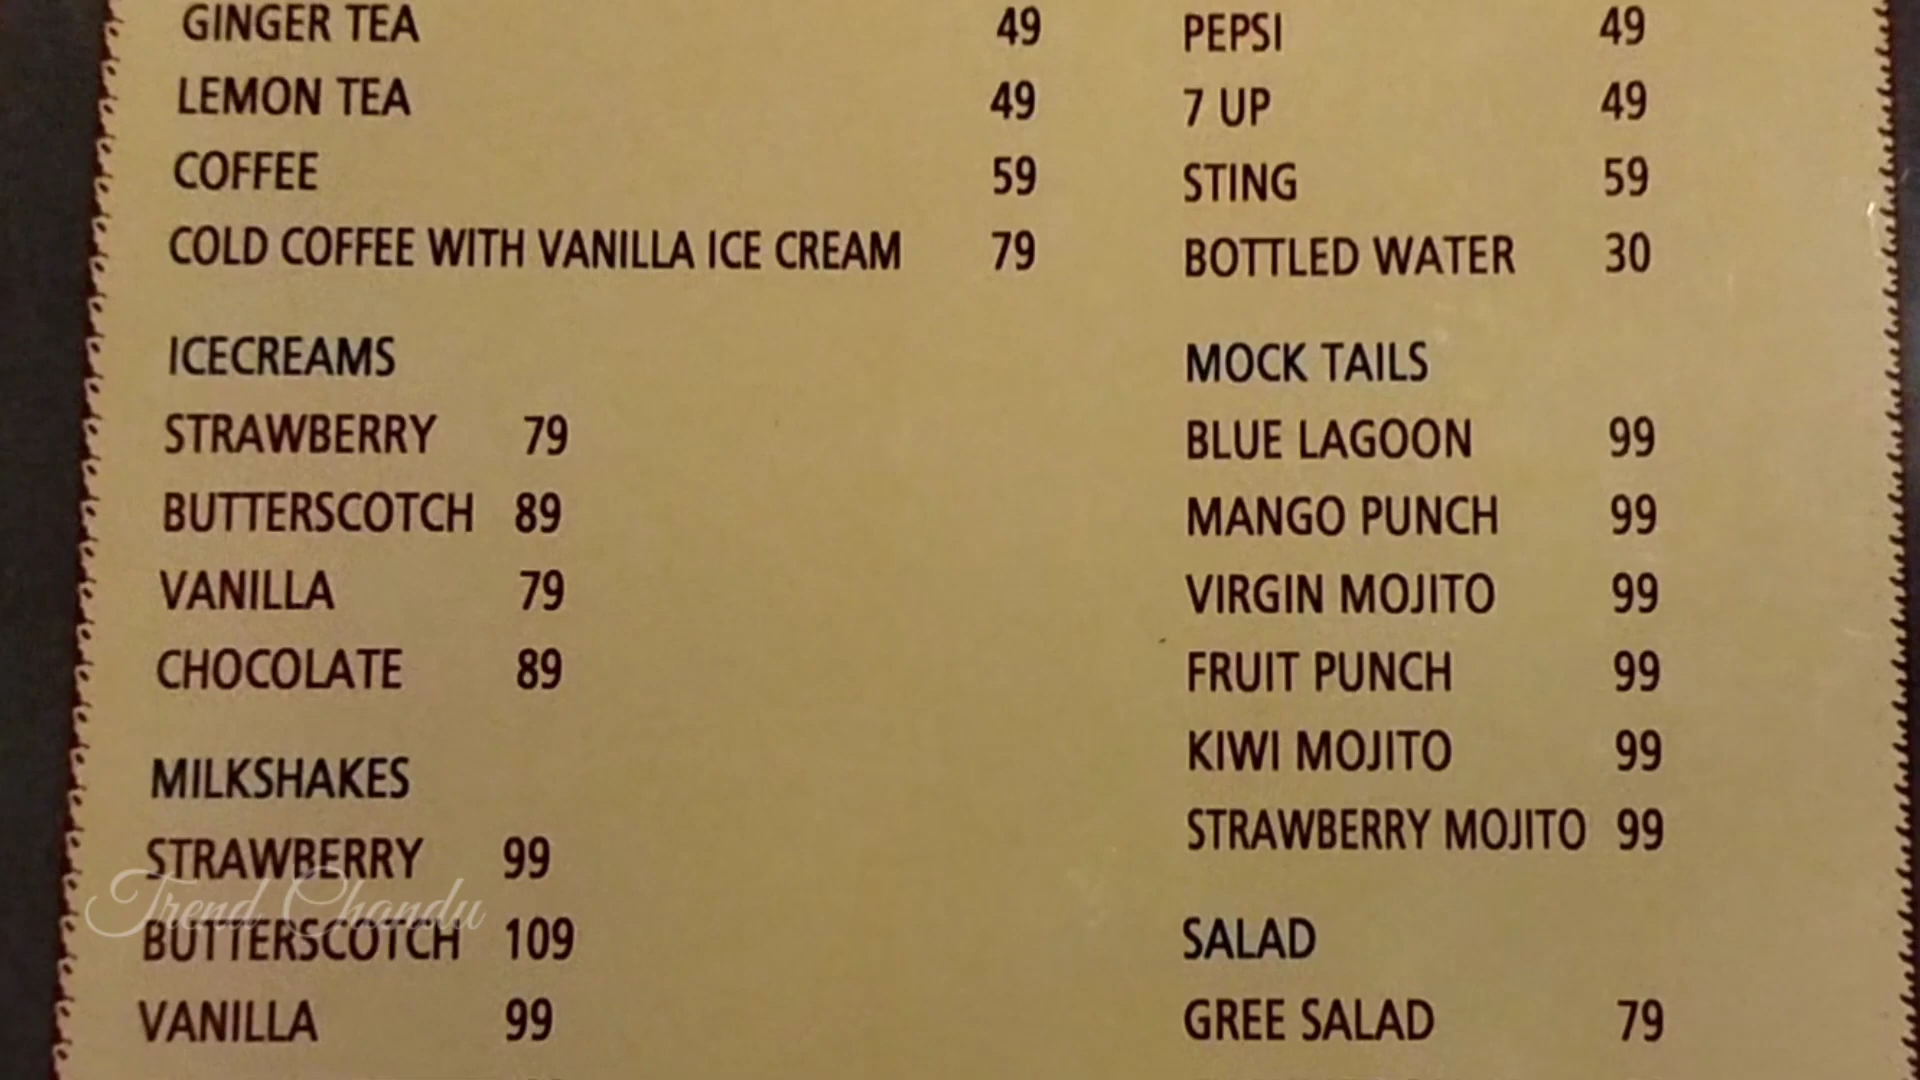 GINGER TEA 49
LEMON TEA 49
COFFEE 59
COLD COFFEE WITH VANILLA ICE CREAM 79
ICECREAMS
STRAWBERRY 79
BUTTERSCOTCH 89
VANILLA 79
CHOCOLATE 89
MILKSHAKES
STRAWBERRY 99
Trend Chandu
BUTTERSCOTCH 109
VANILLA 99
PEPSI 49
7 UP 49
STING 59
BOTTLED WATER 30
MOCK TAILS
BLUE LAGOON 99
MANGO PUNCH 99
VIRGIN MOJITO 99
FRUIT PUNCH 99
KIWI MOJITO 99
STRAWBERRY MOJITO 99
SALAD
GREE SALAD 79